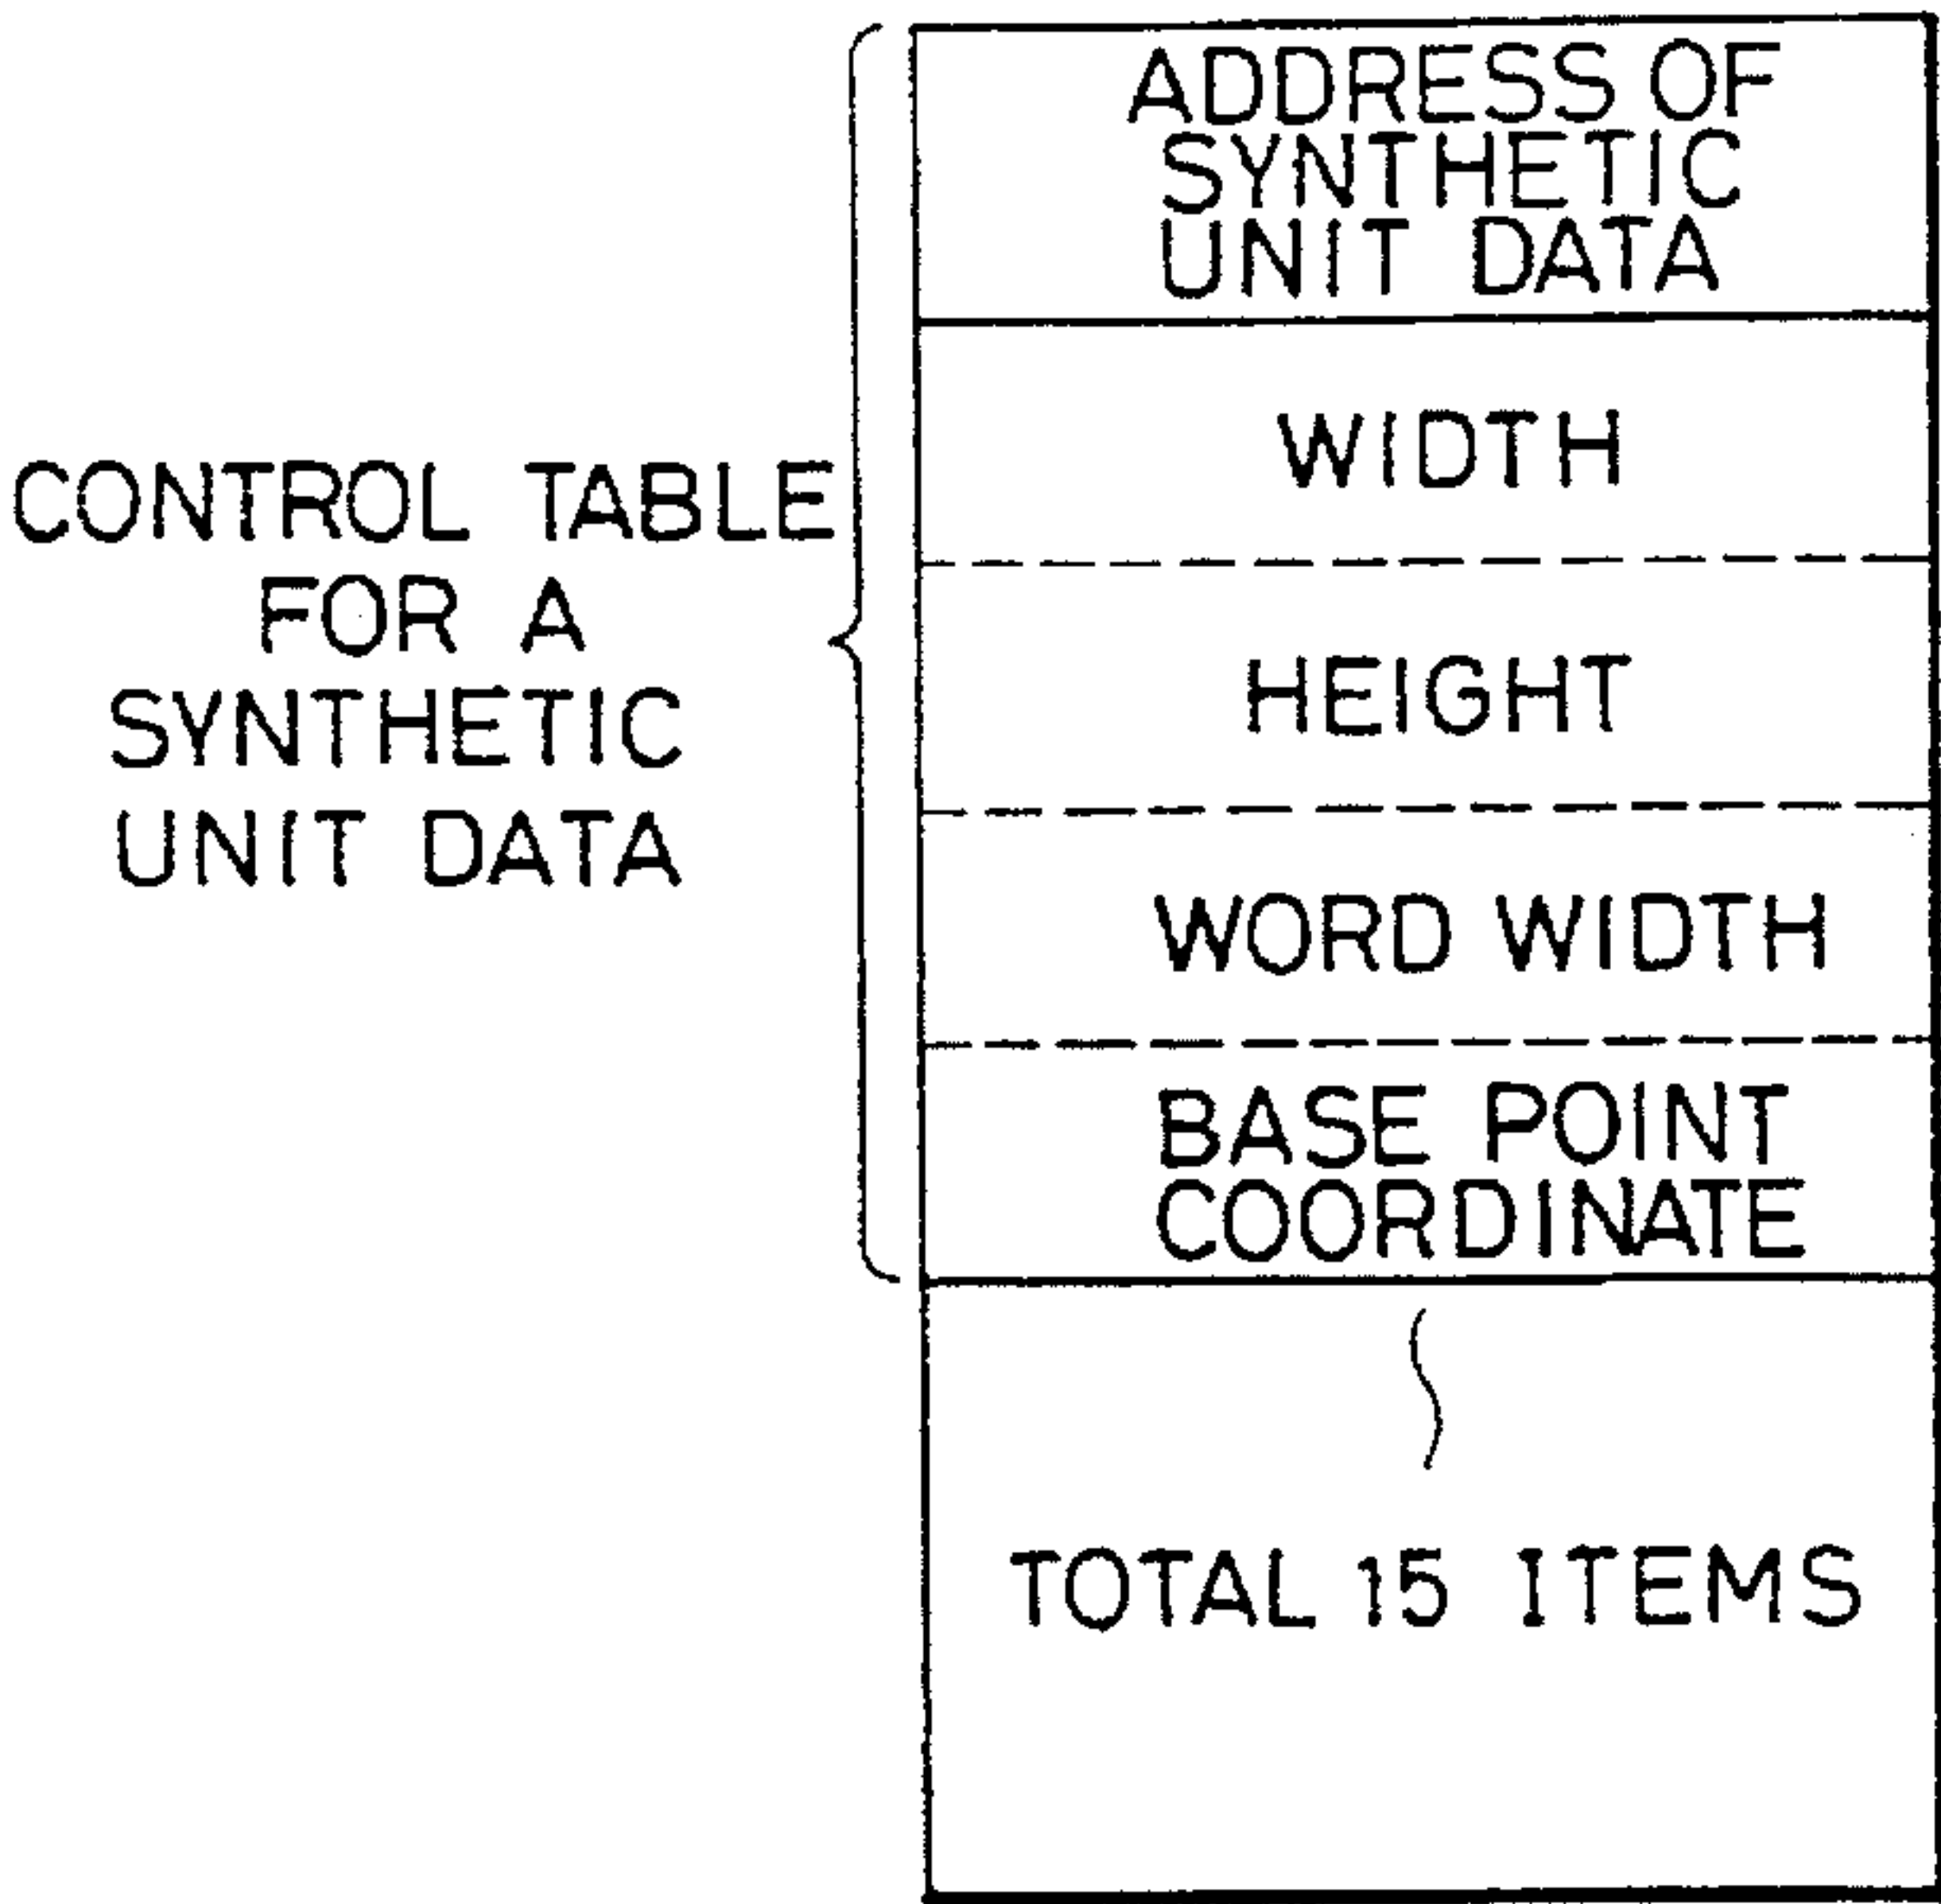 CONTROL TABLE
FOR A
SYNTHETIC
UNIT DATA
ADDRESS OF
SYNTHETIC
UNIT DATA
WIDTH
HEIGHT
WORD WIDTH
BASE POINT
COORDINATE
TOTAL 15 ITEMS